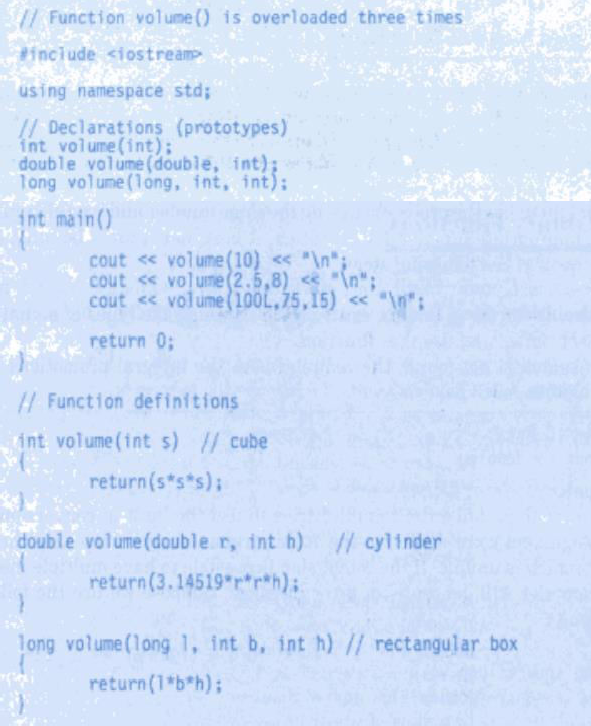 // Function volume() is overloaded three times
#include <iostream>
using namespace std;
// Declarations (prototypes)
int volume(int);
double volume(double, int);
long volume(long, int, int);
int main()
{
cout << volume(10) << "\n";
cout << volume(2.5,8) << "\n";
cout << volume(100L,75,15) << "\n";
return 0;
}
// Function definitions
int volume(int s) // cube
{
return(s*s*s);
}
double volume(double r, int h) // cylinder
{
return(3.14519*r*r*h);
}
long volume(long l, int b, int h) // rectangular box
{
return(l*b*h);
}